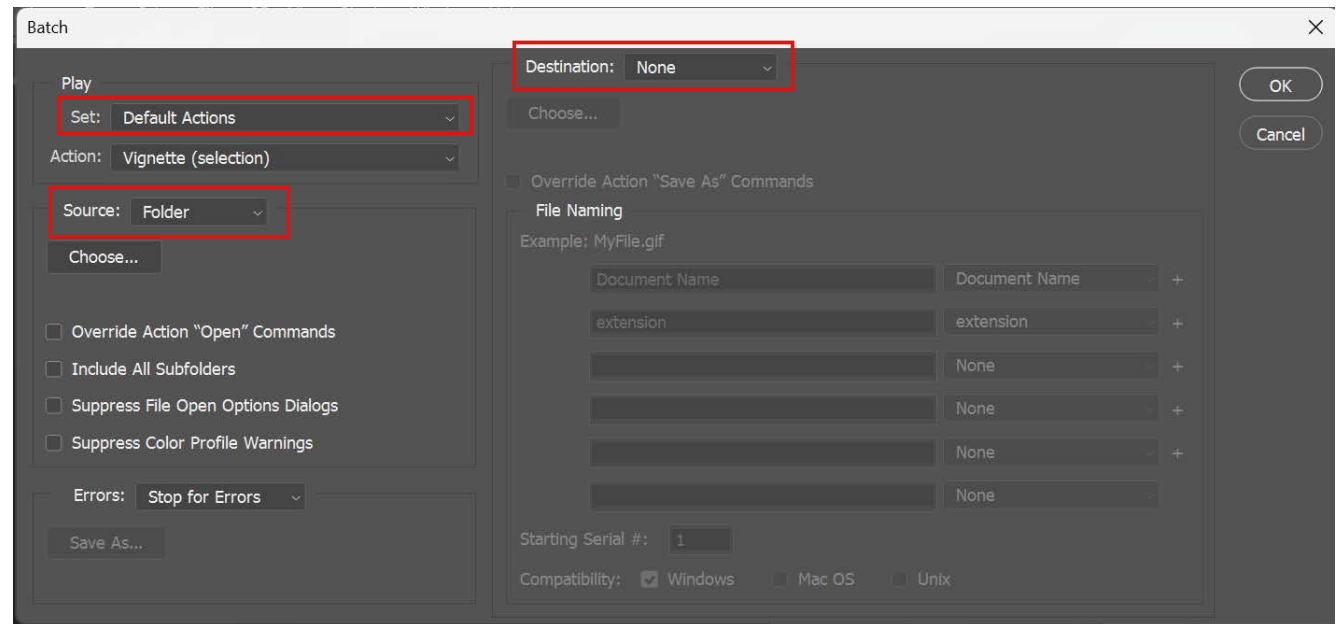 Batch
Play
Set: Default Actions
Action: Vignette (selection)
Source: Folder
Choose...
Override Action “Open” Commands
Include All Subfolders
Suppress File Open Options Dialogs
Suppress Color Profile Warnings
Errors: Stop for Errors
Save As...
Destination: None
Choose...
Override Action “Save As” Commands
File Naming
Example: MyFile.gif
Document Name Document Name +
extension extension +
None +
None +
None +
None
Starting Serial #: 1
Compatibility: Windows Mac OS Unix
OK
Cancel